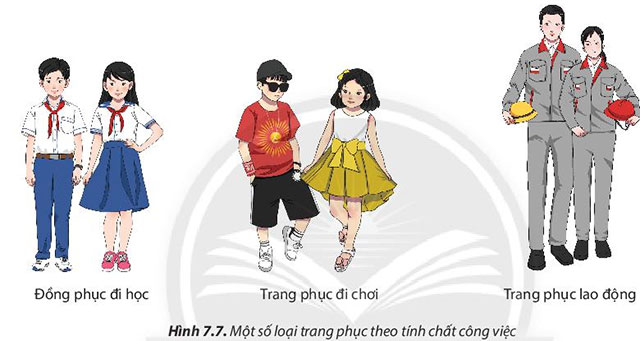 Đồng phục đi học
Trang phục đi chơi
Trang phục lao động
Hình 7.7. Một số loại trang phục theo tính chất công việc